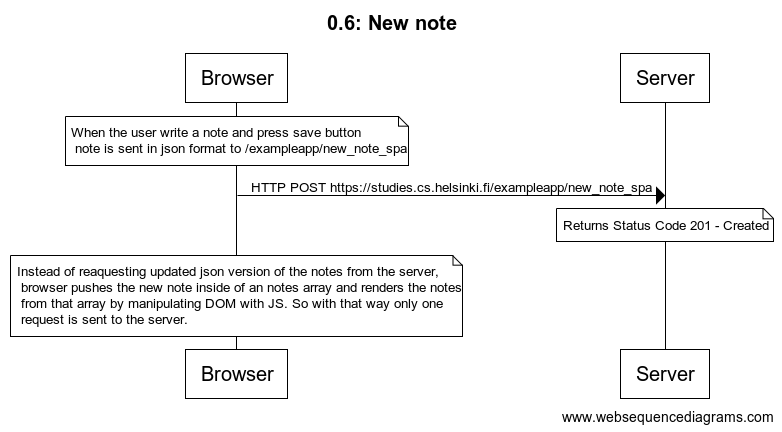 0.6: New note
Browser
Server
When the user write a note and press save button
note is sent in json format to /exampleapp/new_note_spa
HTTP POST https://studies.cs.helsinki.fi/exampleapp/new_note_spa
Returns Status Code 201 - Created
Instead of reaquesting updated json version of the notes from the server,
browser pushes the new note inside of an notes array and renders the notes
from that array by manipulating DOM with JS. So with that way only one
request is sent to the server.
Browser
Server
www.websequencediagrams.com